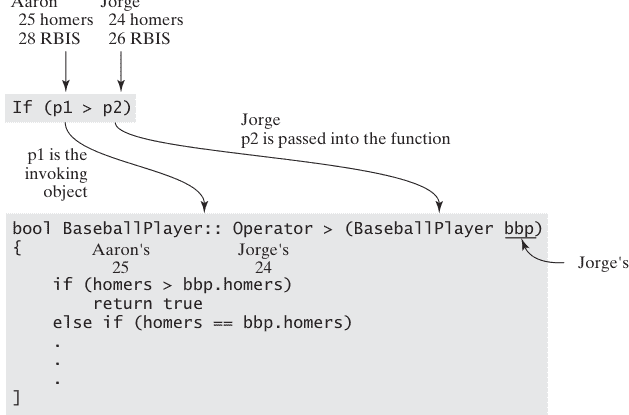 Aaron Jorge
25 homers 24 homers
28 RBIS 26 RBIS
If (p1 > p2)
Jorge
p2 is passed into the function
p1 is the
invoking
object
bool BaseballPlayer:: Operator > (BaseballPlayer bbp)
{ Aaron's Jorge's
25 24
Jorge's
if (homers > bbp.homers)
return true
else if (homers == bbp.homers)
.
.
.
]